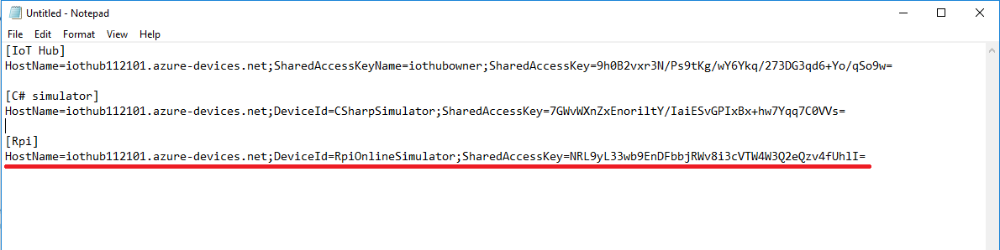 Untitled - Notepad
File Edit Format View Help
[IoT Hub]
HostName=iothub112101.azure-devices.net;SharedAccessKeyName=iothubowner;SharedAccessKey=9h0B2vxr3N/Ps9tKg/wY6Ykq/273DG3qd6+Yo/qSo9w=
[C# simulator]
HostName=iothub112101.azure-devices.net;DeviceId=CSharpSimulator;SharedAccessKey=7GWvWXnZxEnoriltY/IaiESvGPIxBx+hw7Yqq7C0VVs=
[Rpi]
HostName=iothub112101.azure-devices.net;DeviceId=RpiOnlineSimulator;SharedAccessKey=NRL9yL33wb9EnDFbbjRWv8i3cVTW4W3Q2eQzv4fUhlI=